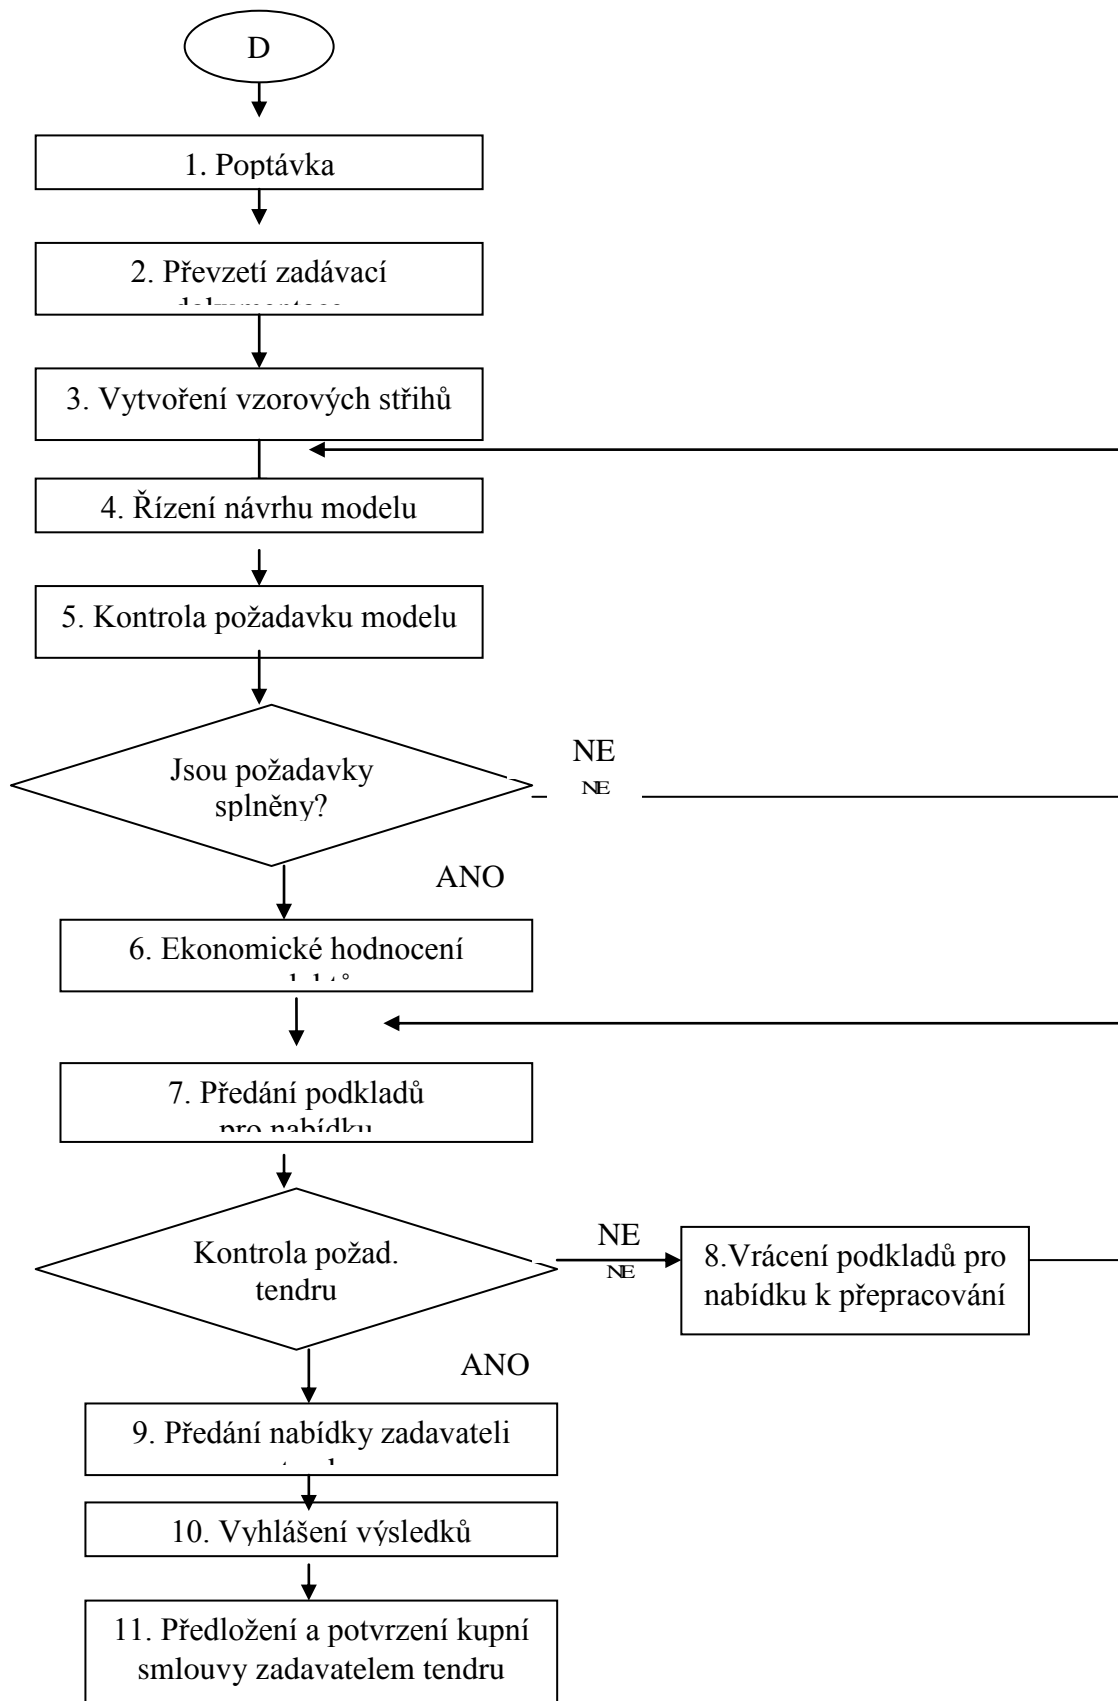 D
1. Poptávka
2. Převzetí zadávací
3. Vytvoření vzorových střihů
4. Řízení návrhu modelu
5. Kontrola požadavku modelu
Jsou požadavky
splněny?
NE
NE
ANO
6. Ekonomické hodnocení
7. Předání podkladů
pro nabídku
Kontrola požad.
tendru
NE
NE
8.Vrácení podkladů pro
nabídku k přepracování
ANO
9. Předání nabídky zadavateli
10. Vyhlášení výsledků
11. Předložení a potvrzení kupní
smlouvy zadavatelem tendru